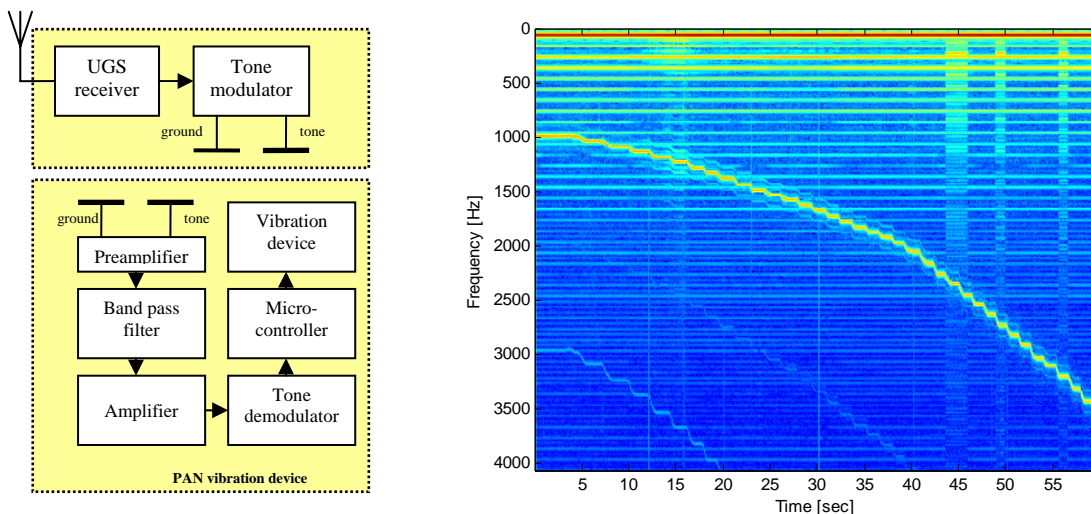 UGS
receiver
Tone
modulator
ground
tone
ground
tone
Preamplifier
Vibration
device
Band pass
filter
Micro-
controller
Amplifier
Tone
demodulator
PAN vibration device
0
500
1000
1500
2000
2500
3000
3500
4000
Frequency [Hz]
5 10 15 20 25 30 35 40 45 50 55
Time [sec]